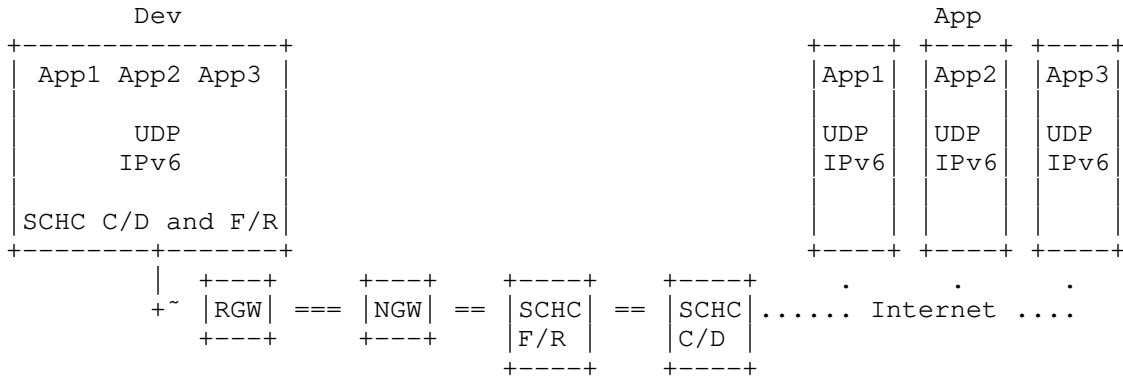 Dev App
App1 App2 App3 App1 App2 App3
UDP UDP UDP UDP
IPv6 IPv6 IPv6 IPv6
SCHC C/D and F/R
+~ RGW === NGW == SCHC == SCHC ...... Internet ....
F/R C/D